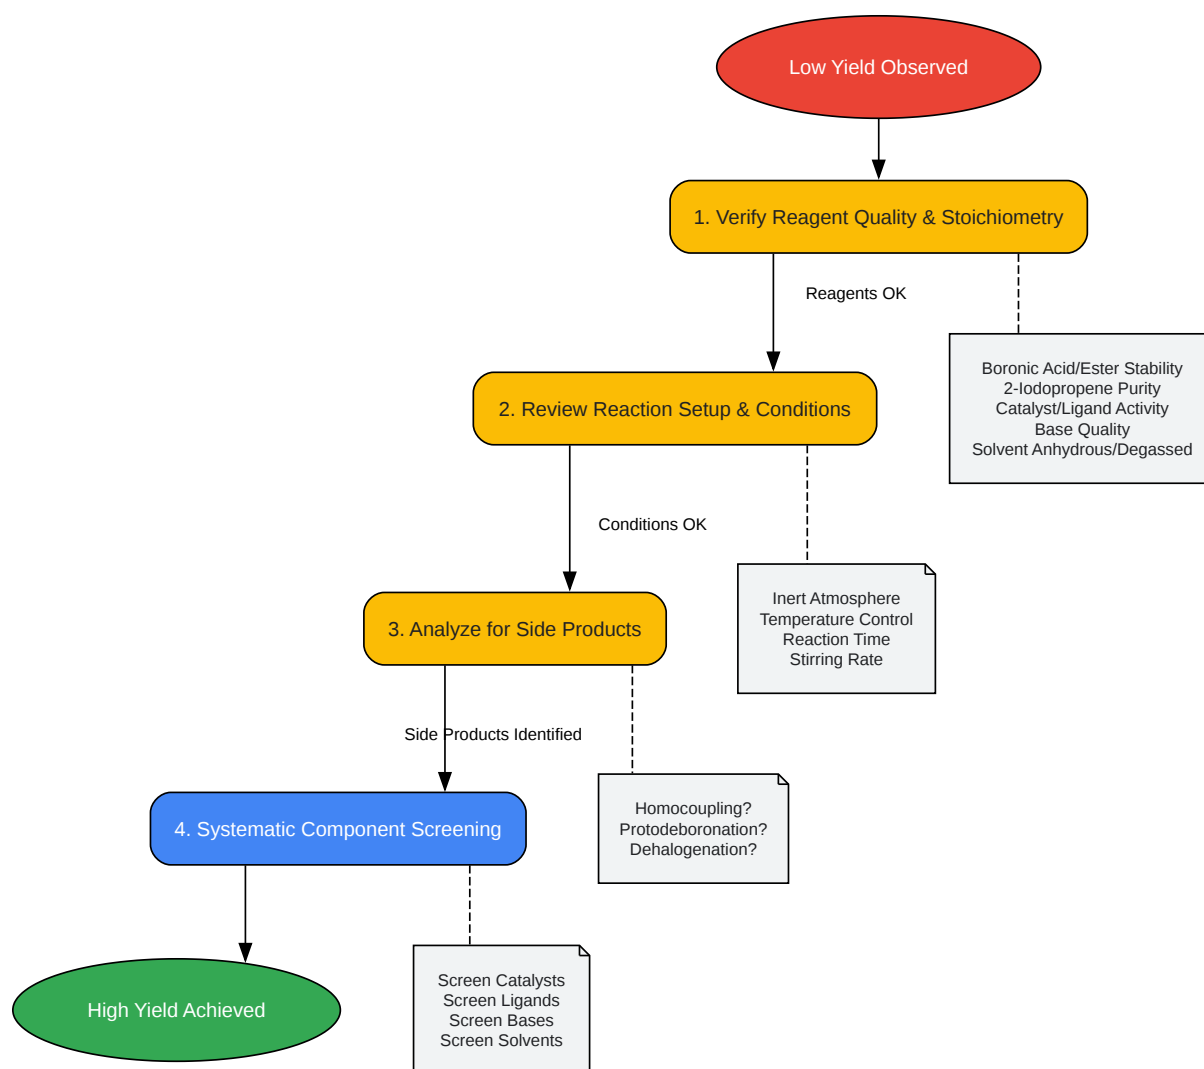 Low Yield Observed
1. Verify Reagent Quality & Stoichiometry
Reagents OK
Boronic Acid/Ester Stability
2-Iodopropene Purity
Catalyst/Ligand Activity
Base Quality
Solvent Anhydrous/Degassed
2. Review Reaction Setup & Conditions
Conditions OK
Inert Atmosphere
Temperature Control
Reaction Time
Stirring Rate
3. Analyze for Side Products
Side Products Identified
Homocoupling?
Protodeboronation?
Dehalogenation?
4. Systematic Component Screening
Screen Catalysts
Screen Ligands
Screen Bases
Screen Solvents
High Yield Achieved